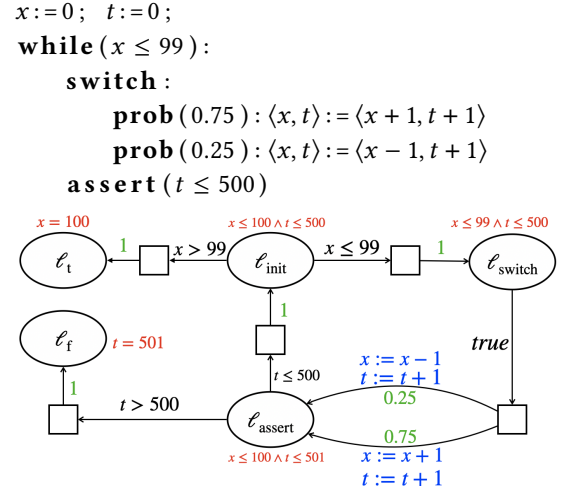 x := 0 ; t := 0 ;
while ( x ≤ 99 ) :
switch :
prob ( 0.75 ) : ⟨x, t⟩ := ⟨x + 1, t + 1⟩
prob ( 0.25 ) : ⟨x, t⟩ := ⟨x − 1, t + 1⟩
assert ( t ≤ 500 )
x = 100
x ≤ 100 ∧ t ≤ 500
x ≤ 99 ∧ t ≤ 500
ℓt
1
x > 99
ℓinit
x ≤ 99
1
ℓswitch
ℓf
t = 501
1
true
x := x − 1
t := t + 1
t ≤ 500
0.25
1
t > 500
ℓassert
0.75
x ≤ 100 ∧ t ≤ 501
x := x + 1
t := t + 1